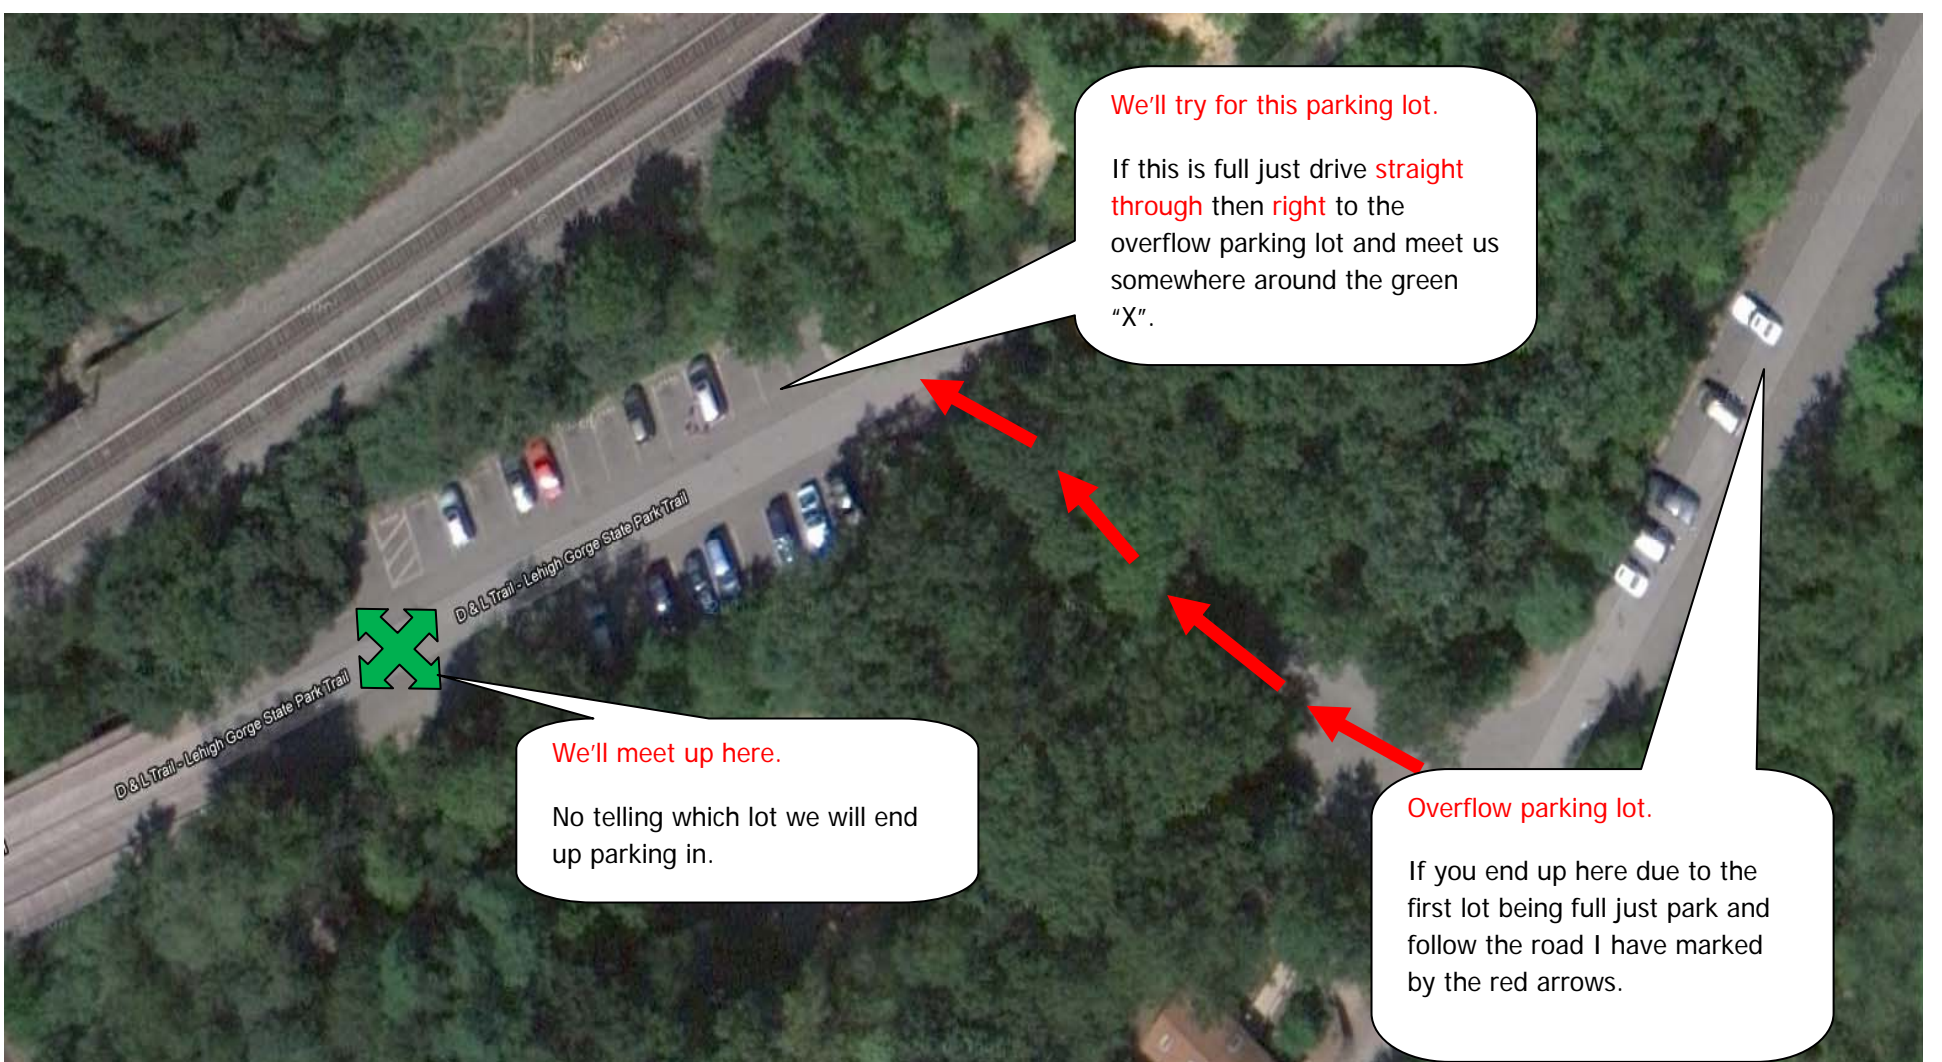 We'll try for this parking lot.
If this is full just drive straight
through then right to the
overflow parking lot and meet us
somewhere around the green
“X”.
D & L Trail - Lehigh Gorge State Park Trail
D & L Trail - Lehigh Gorge State Park Trail
We'll meet up here.
No telling which lot we will end
up parking in.
Overflow parking lot.
If you end up here due to the
first lot being full just park and
follow the road I have marked
by the red arrows.